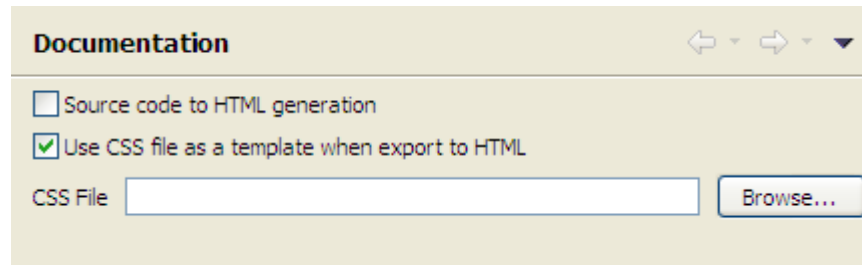 Documentation
Source code to HTML generation
Use CSS file as a template when export to HTML
CSS File Browse...